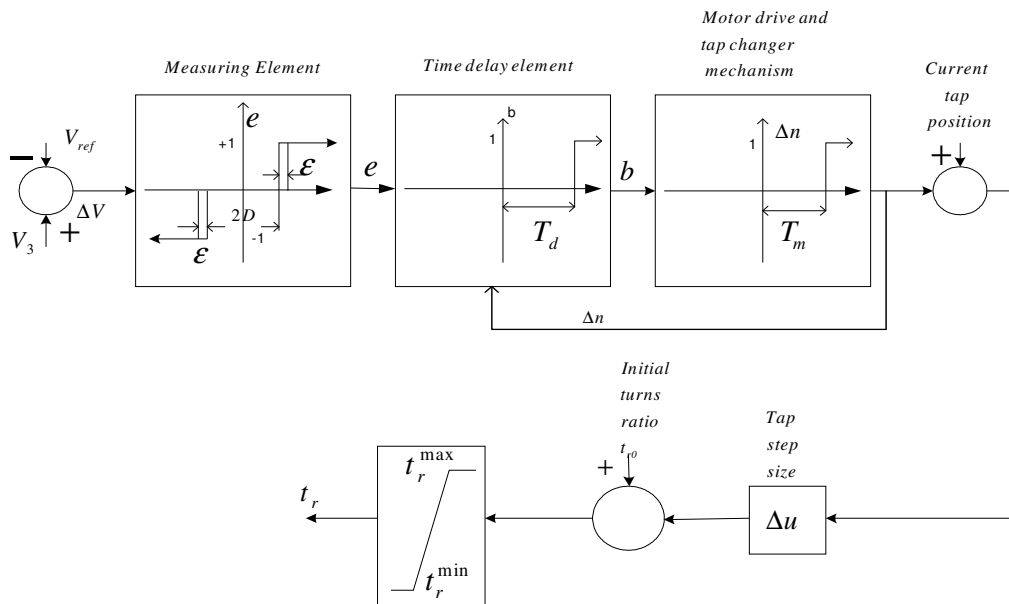 Measuring Element
Time delay element
Motor drive and
tap changer
mechanism
Current
tap
position
V_ref
−
V_3
+
ΔV
e
+1
ε
2D
-1
ε
e
b
1
T_d
b
Δn
1
T_m
+
Δn
Initial
turns
ratio
t_r0
+
Tap
step
size
Δu
t_r^max
t_r^min
t_r